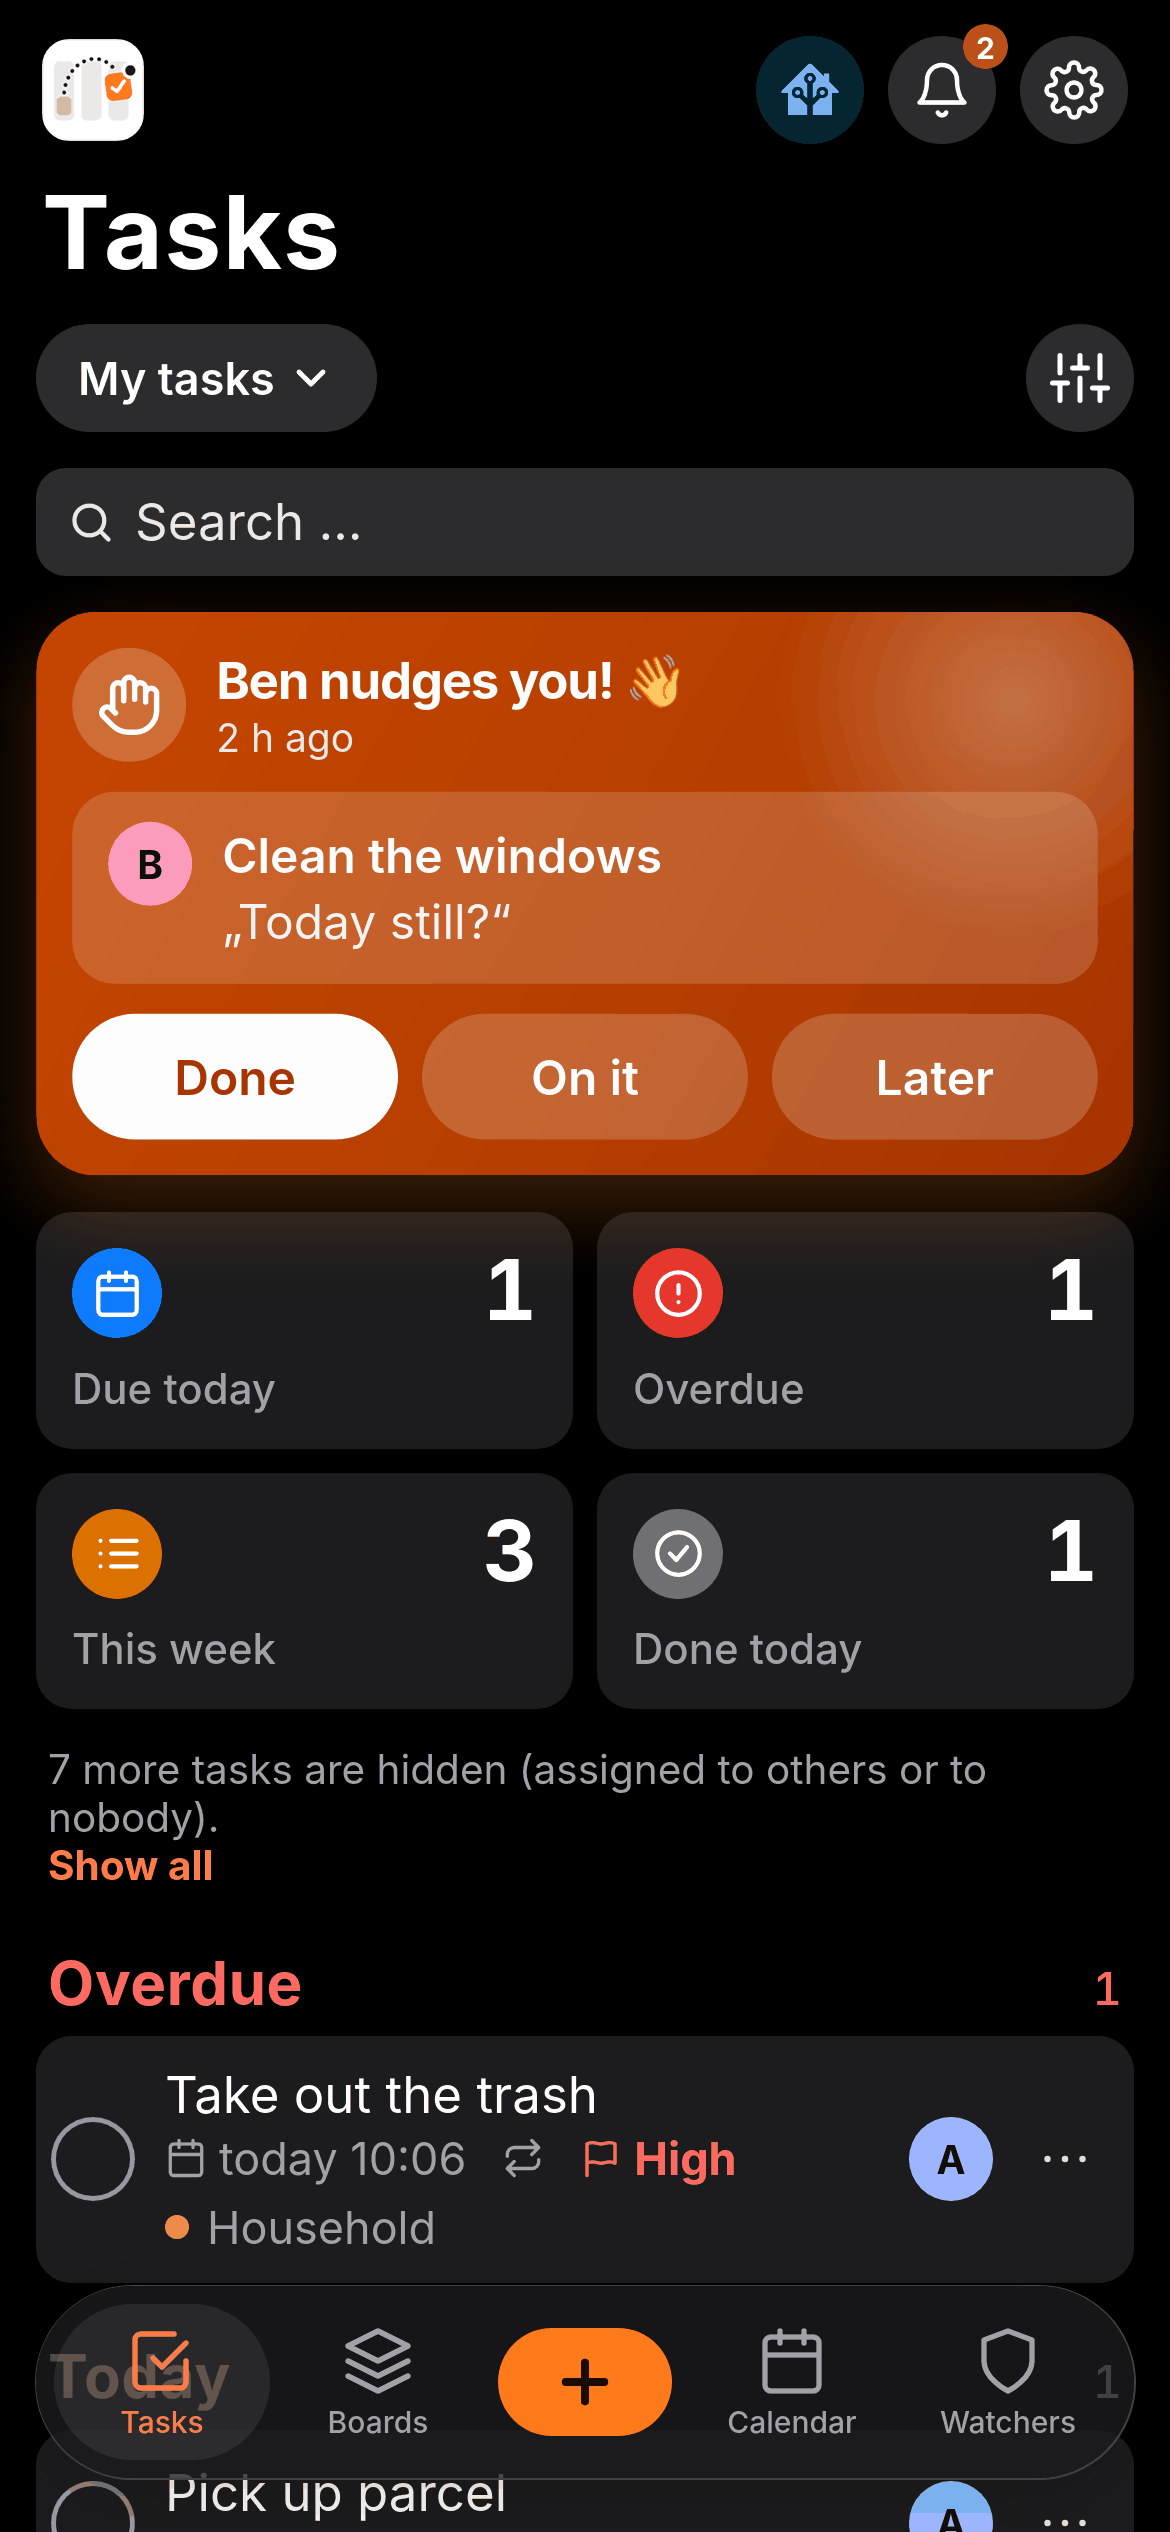 2
Tasks
My tasks
Search ...
Ben nudges you! 👋
2 h ago
B
Clean the windows
„Today still?“
Done
On it
Later
1
Due today
1
Overdue
3
This week
1
Done today
7 more tasks are hidden (assigned to others or to
nobody).
Show all
Overdue
1
Take out the trash
today 10:06
High
A
Household
Today
1
Tasks
Boards
Calendar
Watchers
Pick up parcel
A